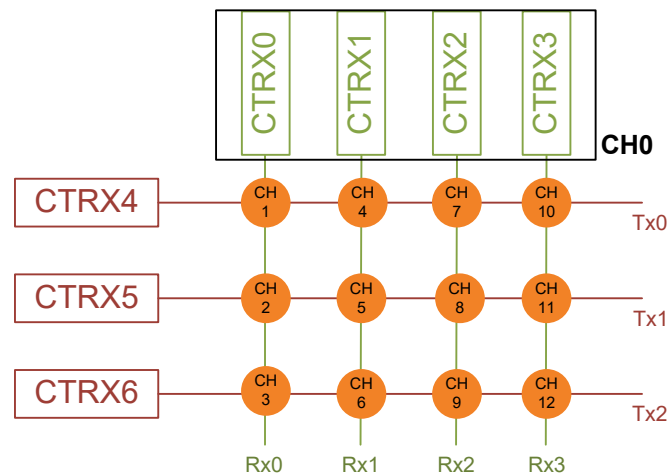 CTRX0
CTRX1
CTRX2
CTRX3
CH0
CTRX4
CH
1
CH
4
CH
7
CH
10
Tx0
CTRX5
CH
2
CH
5
CH
8
CH
11
Tx1
CTRX6
CH
3
CH
6
CH
9
CH
12
Tx2
Rx0
Rx1
Rx2
Rx3